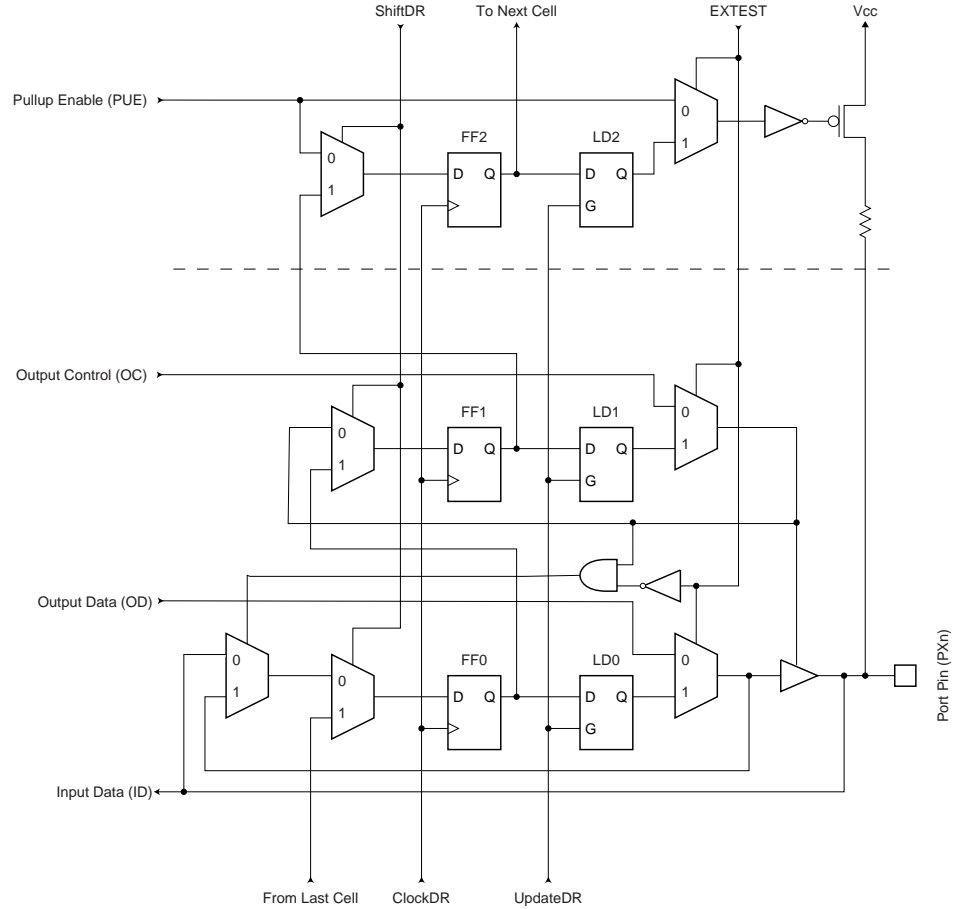 ShiftDR
To Next Cell
EXTEST
Vcc
Pullup Enable (PUE)
0
1
FF2
D Q
LD2
D Q
G
0
1
Output Control (OC)
0
1
FF1
D Q
LD1
D Q
G
0
1
Output Data (OD)
0
1
0
1
FF0
D Q
LD0
D Q
G
0
1
Port Pin (PXn)
Input Data (ID)
From Last Cell
ClockDR
UpdateDR